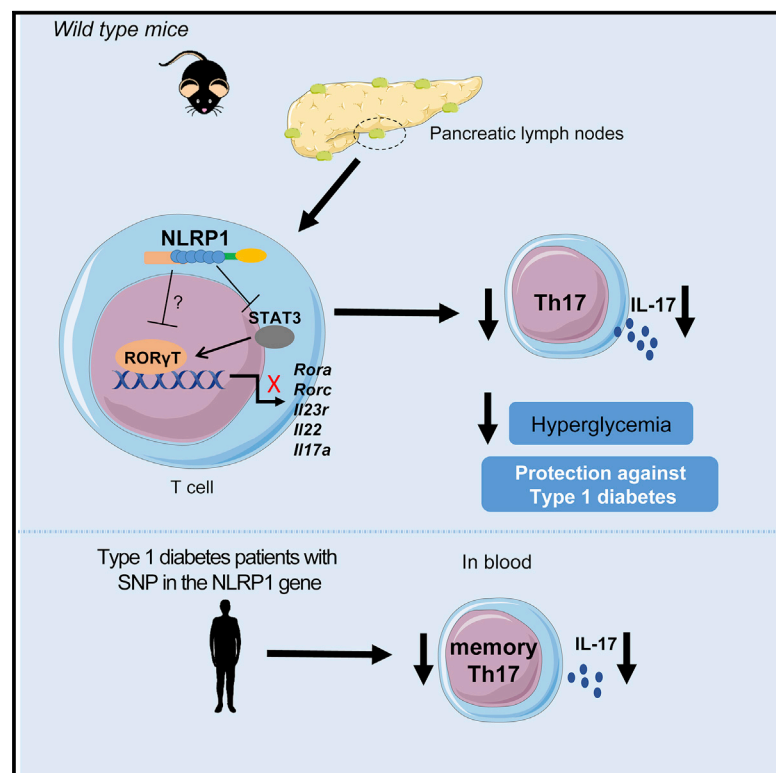 Wild type mice
Pancreatic lymph nodes
NLRP1
?
STAT3
RORγT
X
Rora
Rorc
Il23r
Il22
Il17a
T cell
Th17
IL-17
Hyperglycemia
Protection against
Type 1 diabetes
Type 1 diabetes patients with
SNP in the NLRP1 gene
In blood
memory
Th17
IL-17